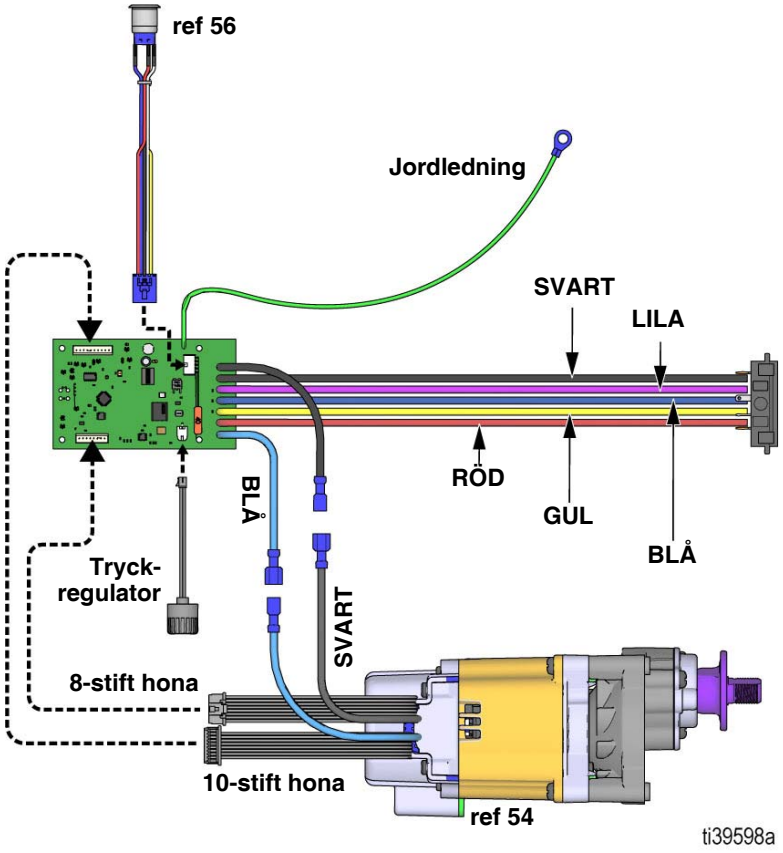 ref 56
Jordledning
SVART
LILA
RÖD
GUL
BLÅ
BLÅ
SVART
Tryck-
regulator
8-stift hona
10-stift hona
ref 54
ti39598a